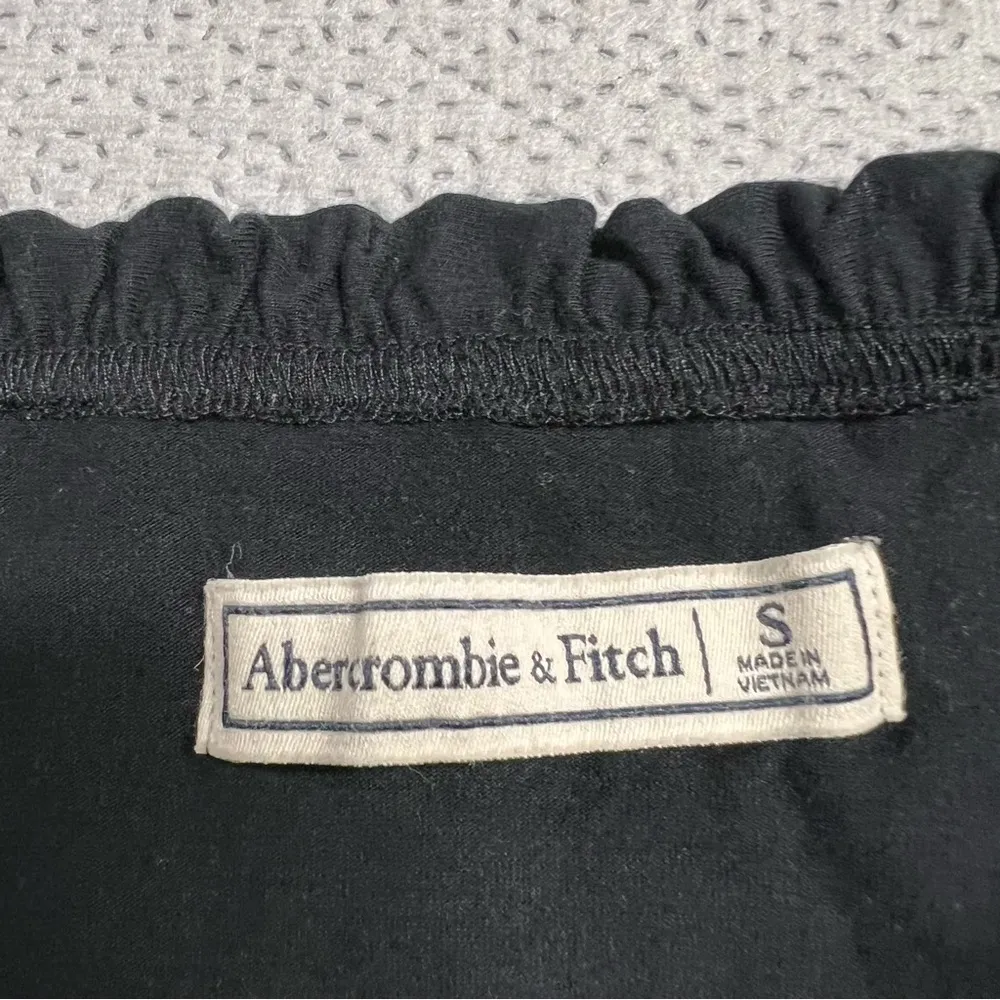 Abercrombie & Fitch | S
MADE IN
VIETNAM